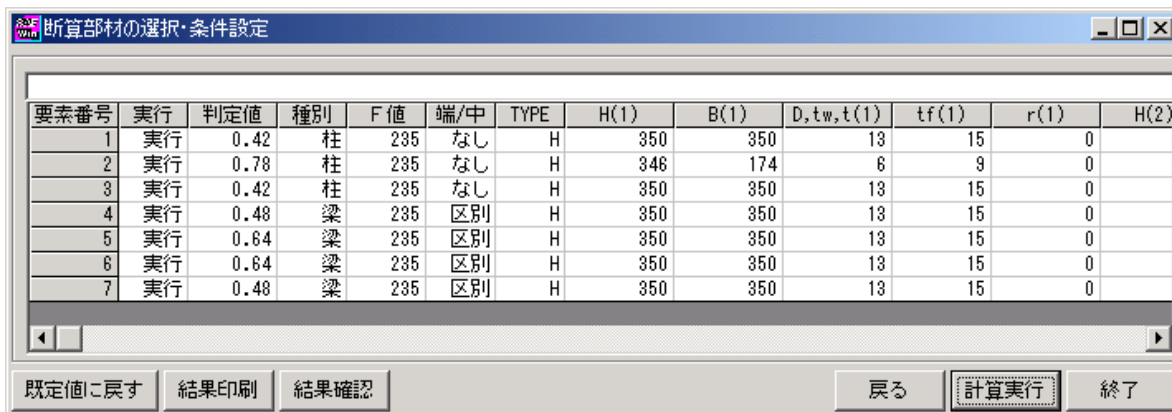 断算部材の選択・条件設定
要素番号 実行 判定値 種別 F値 端/中 TYPE H(1) B(1) D,tw,t(1) tf(1) r(1) H(2)
1 実行 0.42 柱 235 なし H 350 350 13 15 0
2 実行 0.78 柱 235 なし H 346 174 6 9 0
3 実行 0.42 柱 235 なし H 350 350 13 15 0
4 実行 0.48 梁 235 区別 H 350 350 13 15 0
5 実行 0.64 梁 235 区別 H 350 350 13 15 0
6 実行 0.64 梁 235 区別 H 350 350 13 15 0
7 実行 0.48 梁 235 区別 H 350 350 13 15 0
既定値に戻す 結果印刷 結果確認 戻る 計算実行 終了